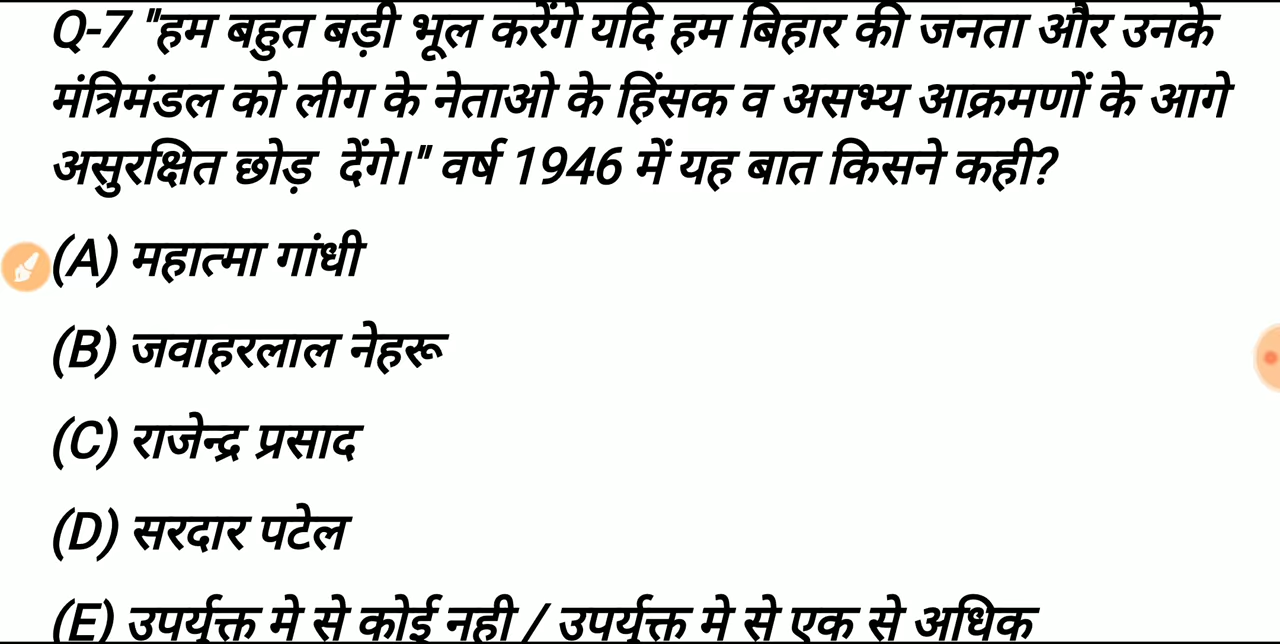 Q-7 "हम बहुत बड़ी भूल करेंगे यदि हम बिहार की जनता और उनके
मंत्रिमंडल को लीग के नेताओ के हिंसक व असभ्य आक्रमणों के आगे
असुरक्षित छोड़ देंगे।" वर्ष 1946 में यह बात किसने कही?
(A) महात्मा गांधी
(B) जवाहरलाल नेहरू
(C) राजेन्द्र प्रसाद
(D) सरदार पटेल
(E) उपर्युक्त मे से कोई नही / उपर्युक्त मे से एक से अधिक